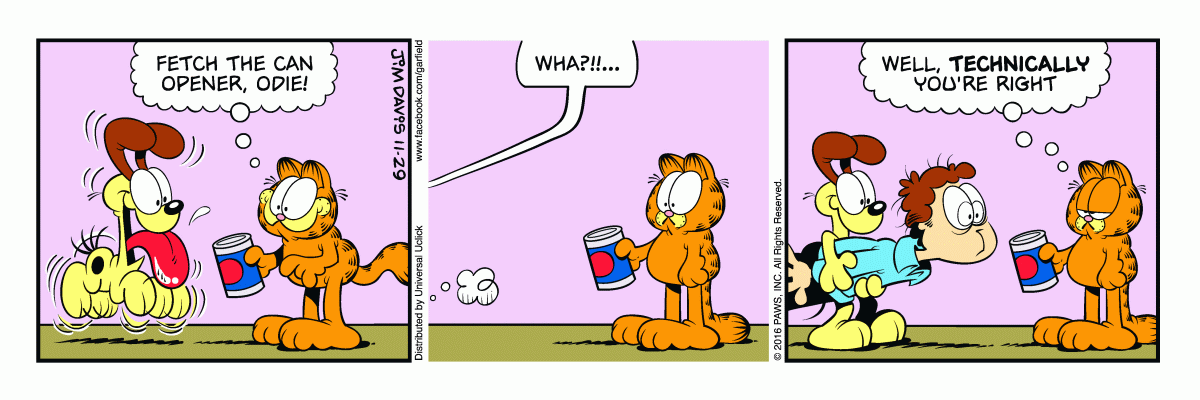 FETCH THE CAN
OPENER, ODIE!
JIM DAVIS 11-29
www.facebook.com/garfield
Distributed by Universal Uclick
WHA?!!...
© 2016 PAWS, INC. All Rights Reserved.
WELL, TECHNICALLY
YOU'RE RIGHT